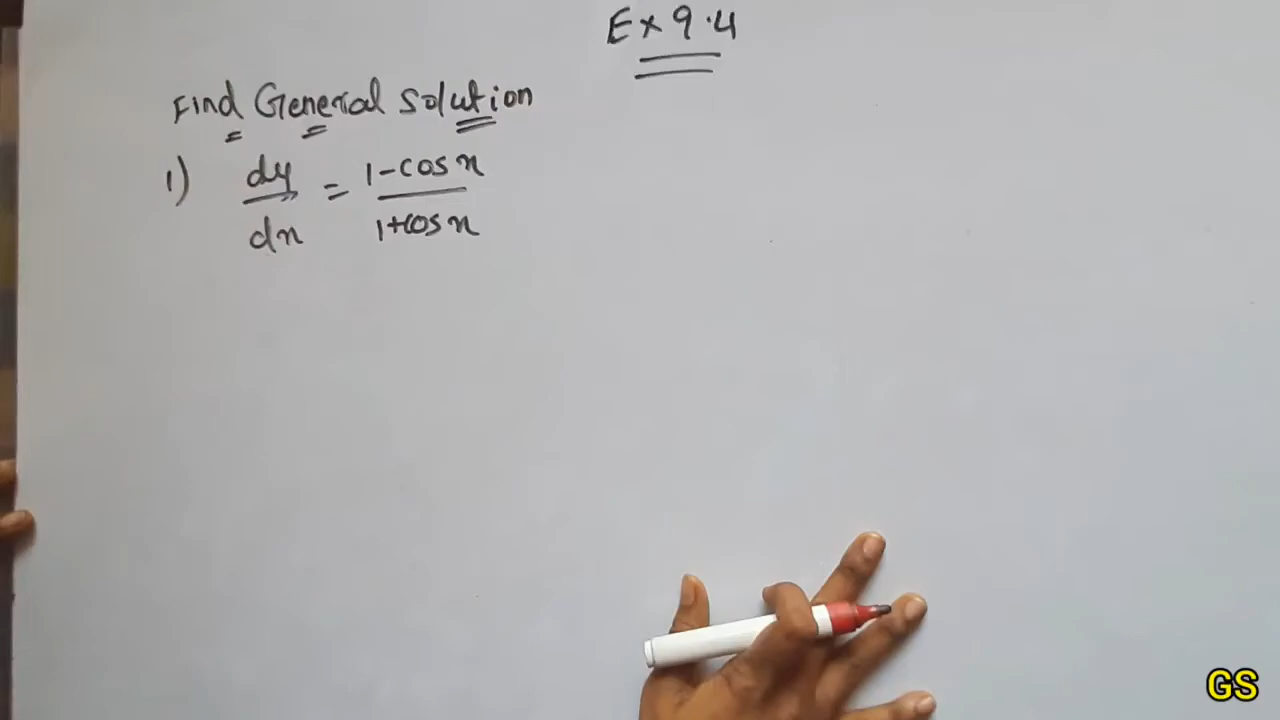 Ex 9.4
Find General Solution
1) dy/dx = 1-cos x/1+cos x
GS